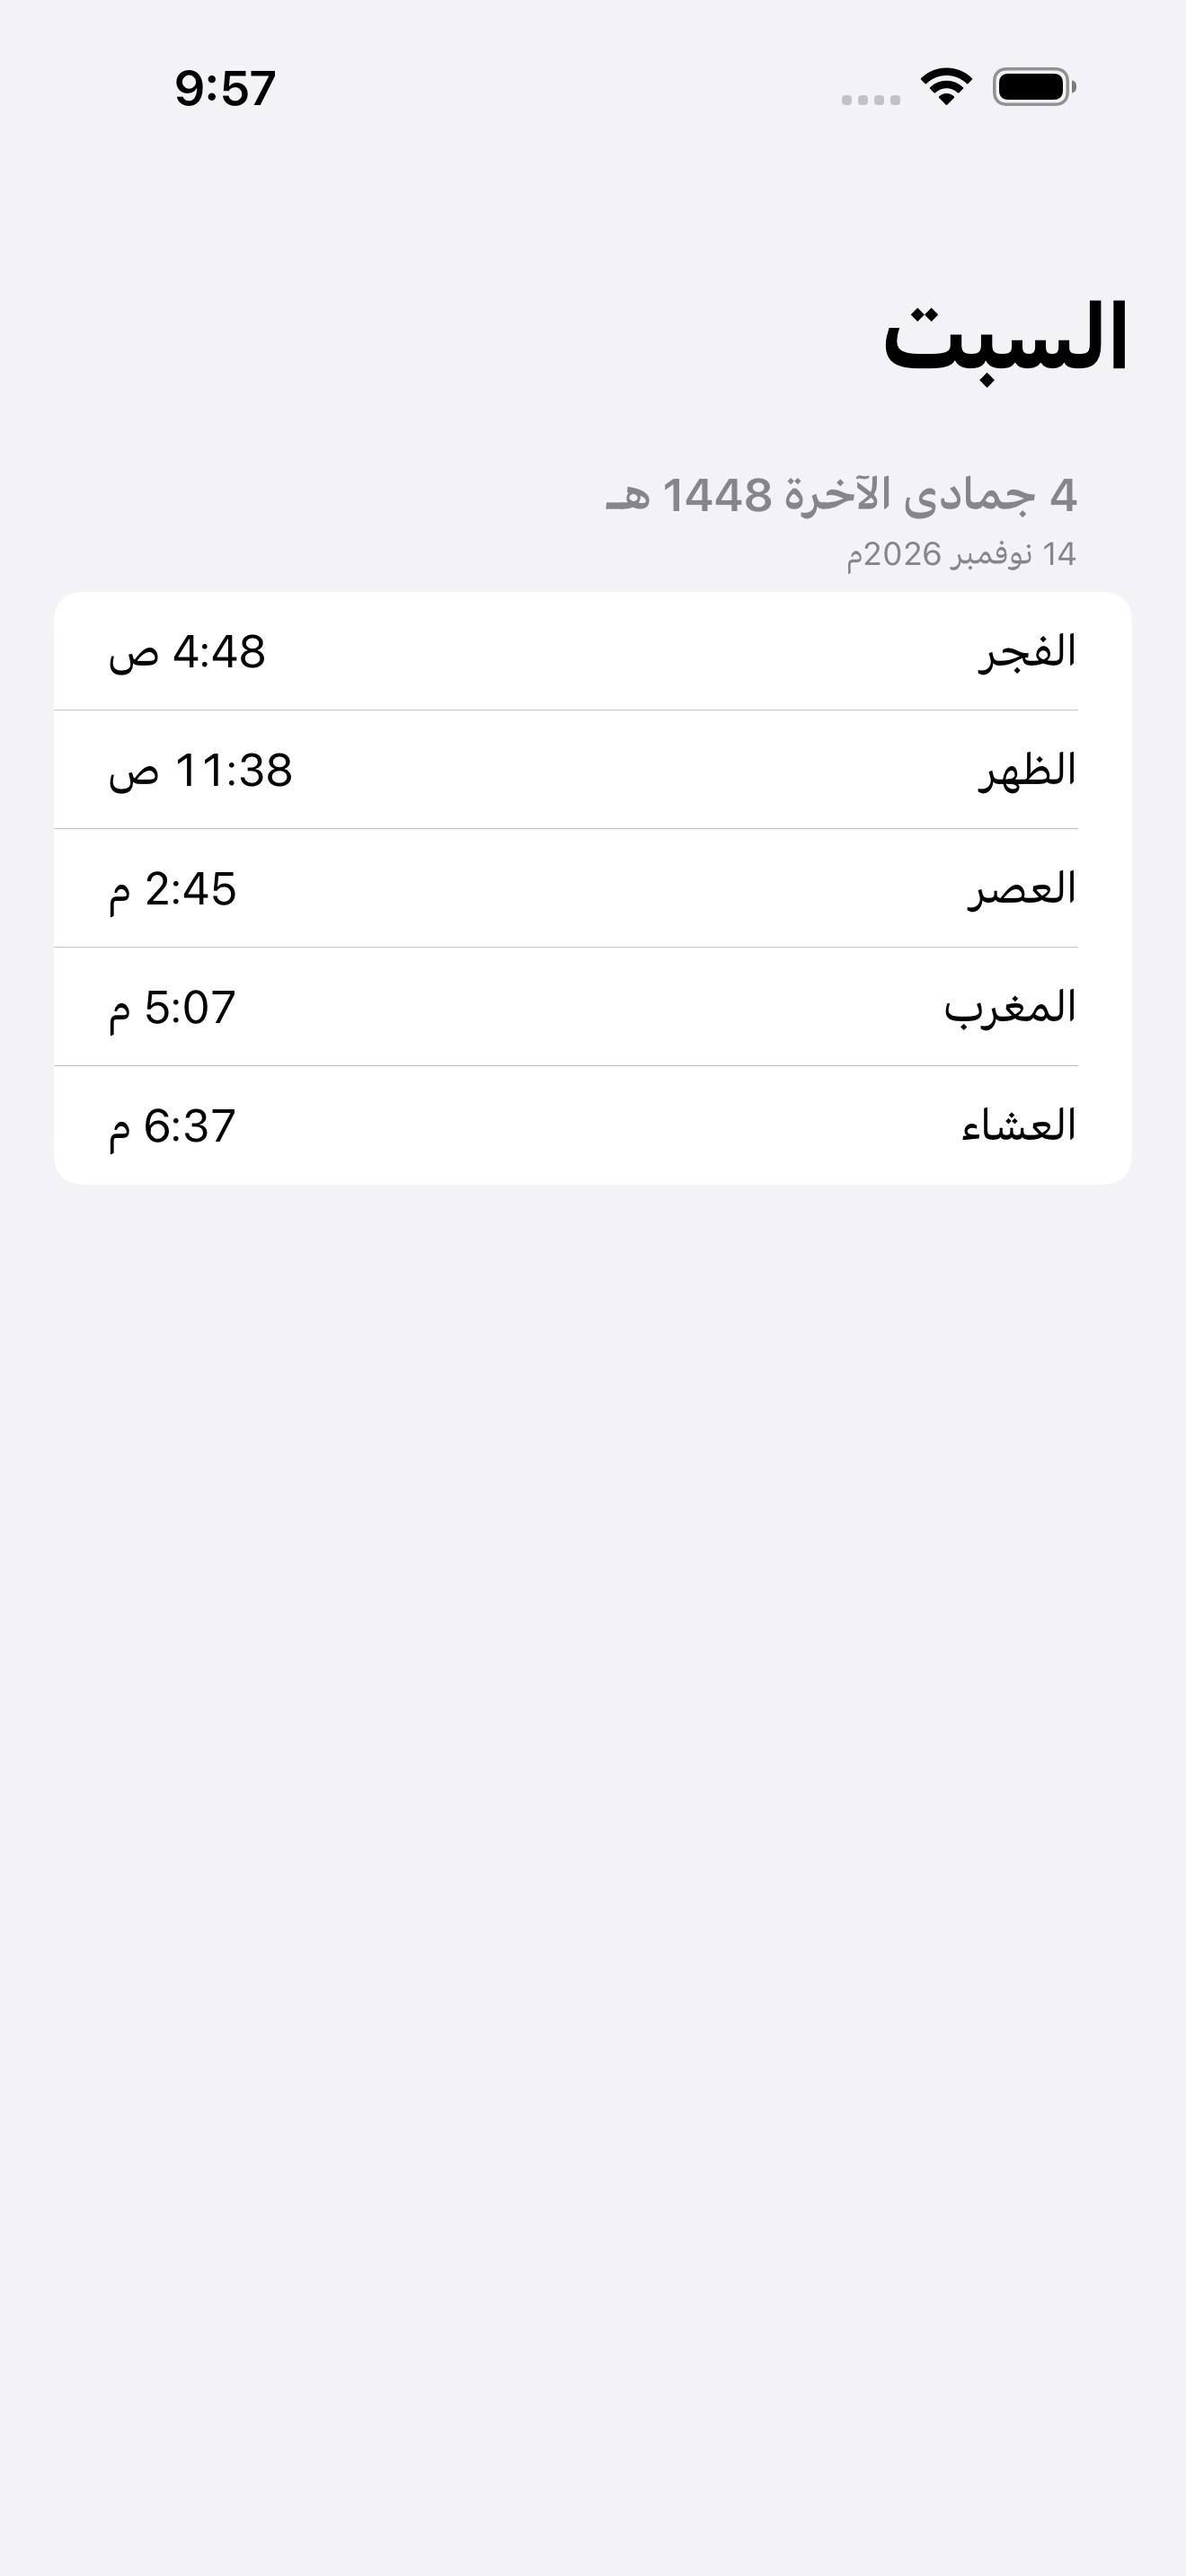 9:57
السبت
4 جمادى الآخرة 1448 هـ
14 نوفمبر 2026م
الفجر 4:48 ص
الظهر 11:38 ص
العصر 2:45 م
المغرب 5:07 م
العشاء 6:37 م